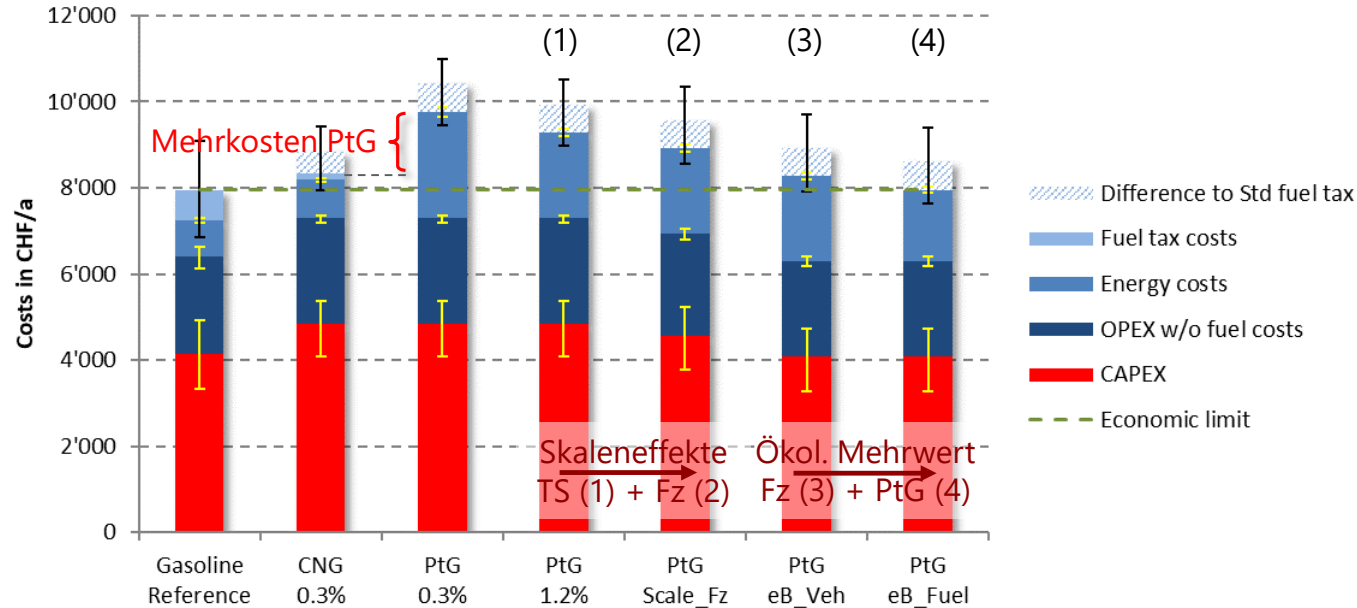 12'000
10'000
8'000
6'000
4'000
2'000
0
Costs in CHF/a
(1)
(2)
(3)
(4)
Mehrkosten PtG
Skaleneffekte
TS (1) + Fz (2)
Ökol. Mehrwert
Fz (3) + PtG (4)
Gasoline
Reference
CNG
0.3%
PtG
0.3%
PtG
1.2%
PtG
Scale_Fz
PtG
eB_Veh
PtG
eB_Fuel
Difference to Std fuel tax
Fuel tax costs
Energy costs
OPEX w/o fuel costs
CAPEX
Economic limit